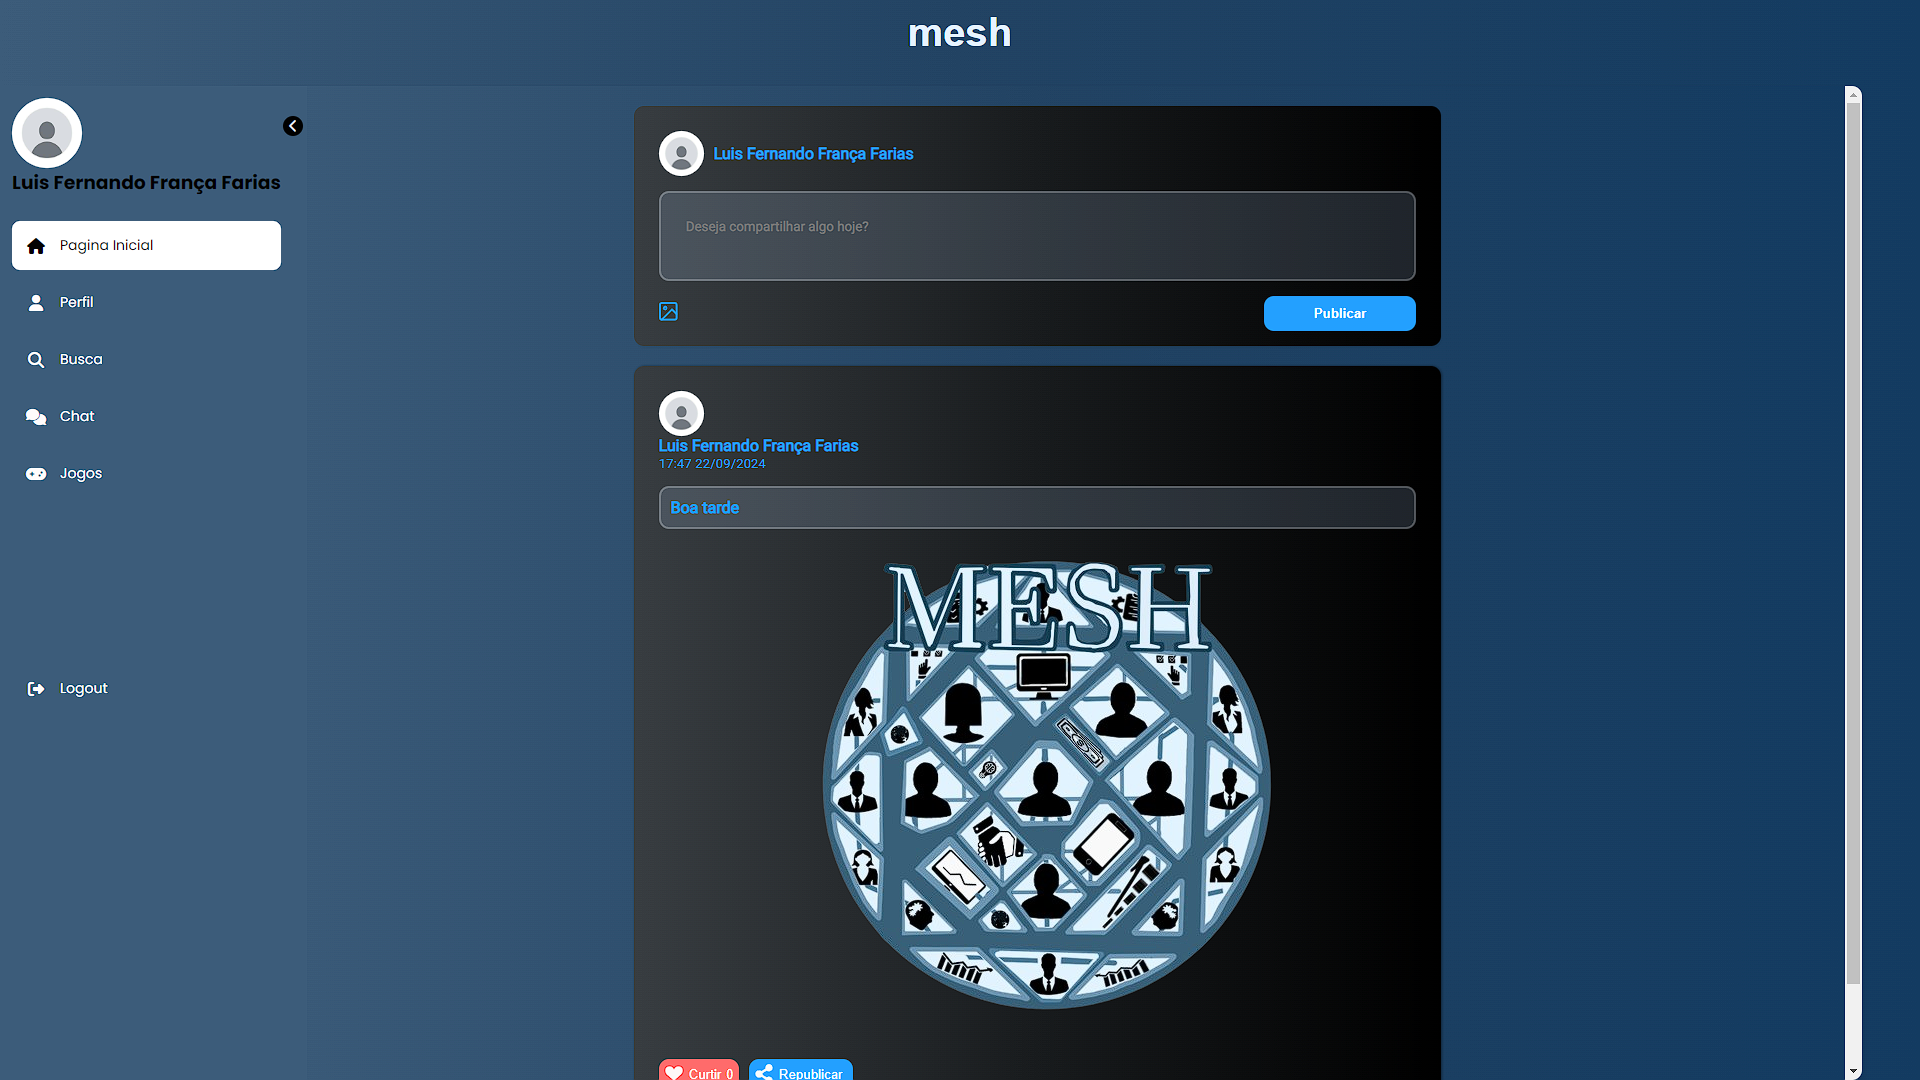 mesh
Luis Fernando França Farias
Pagina Inicial
Perfil
Busca
Chat
Jogos
Logout
Luis Fernando França Farias
Deseja compartilhar algo hoje?
Publicar
Luis Fernando França Farias
17:47 22/09/2024
Boa tarde
MESH
Curtir 0
Republicar